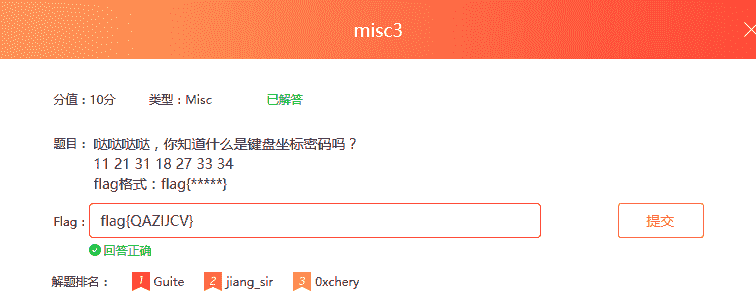 misc3
分值：10分 类型：Misc 已解答
题目： 哒哒哒哒，你知道什么是键盘坐标密码吗？
11 21 31 18 27 33 34
flag格式：flag{*****}
Flag： flag{QAZIJCV} 提交
回答正确
解题排名： 1 Guite 2 jiang_sir 3 0xchery